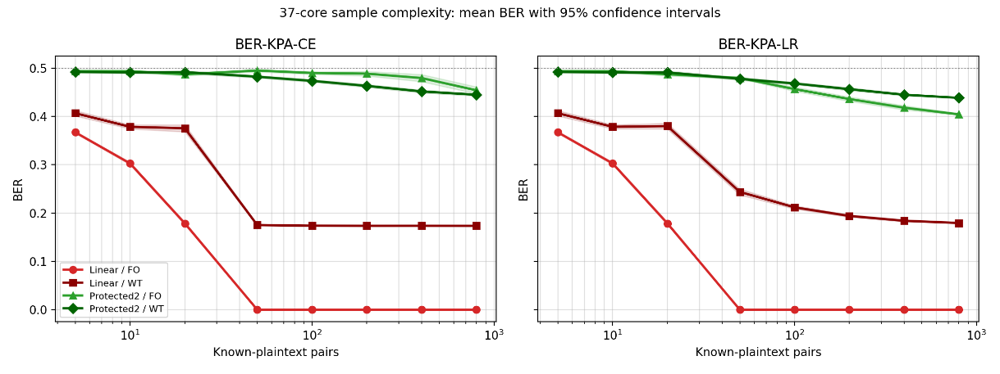 37-core sample complexity: mean BER with 95% confidence intervals
BER-KPA-CE
BER
0.5
0.4
0.3
0.2
0.1
0.0
Linear / FO
Linear / WT
Protected2 / FO
Protected2 / WT
10¹
10²
10³
Known-plaintext pairs
BER-KPA-LR
BER
10¹
10²
10³
Known-plaintext pairs